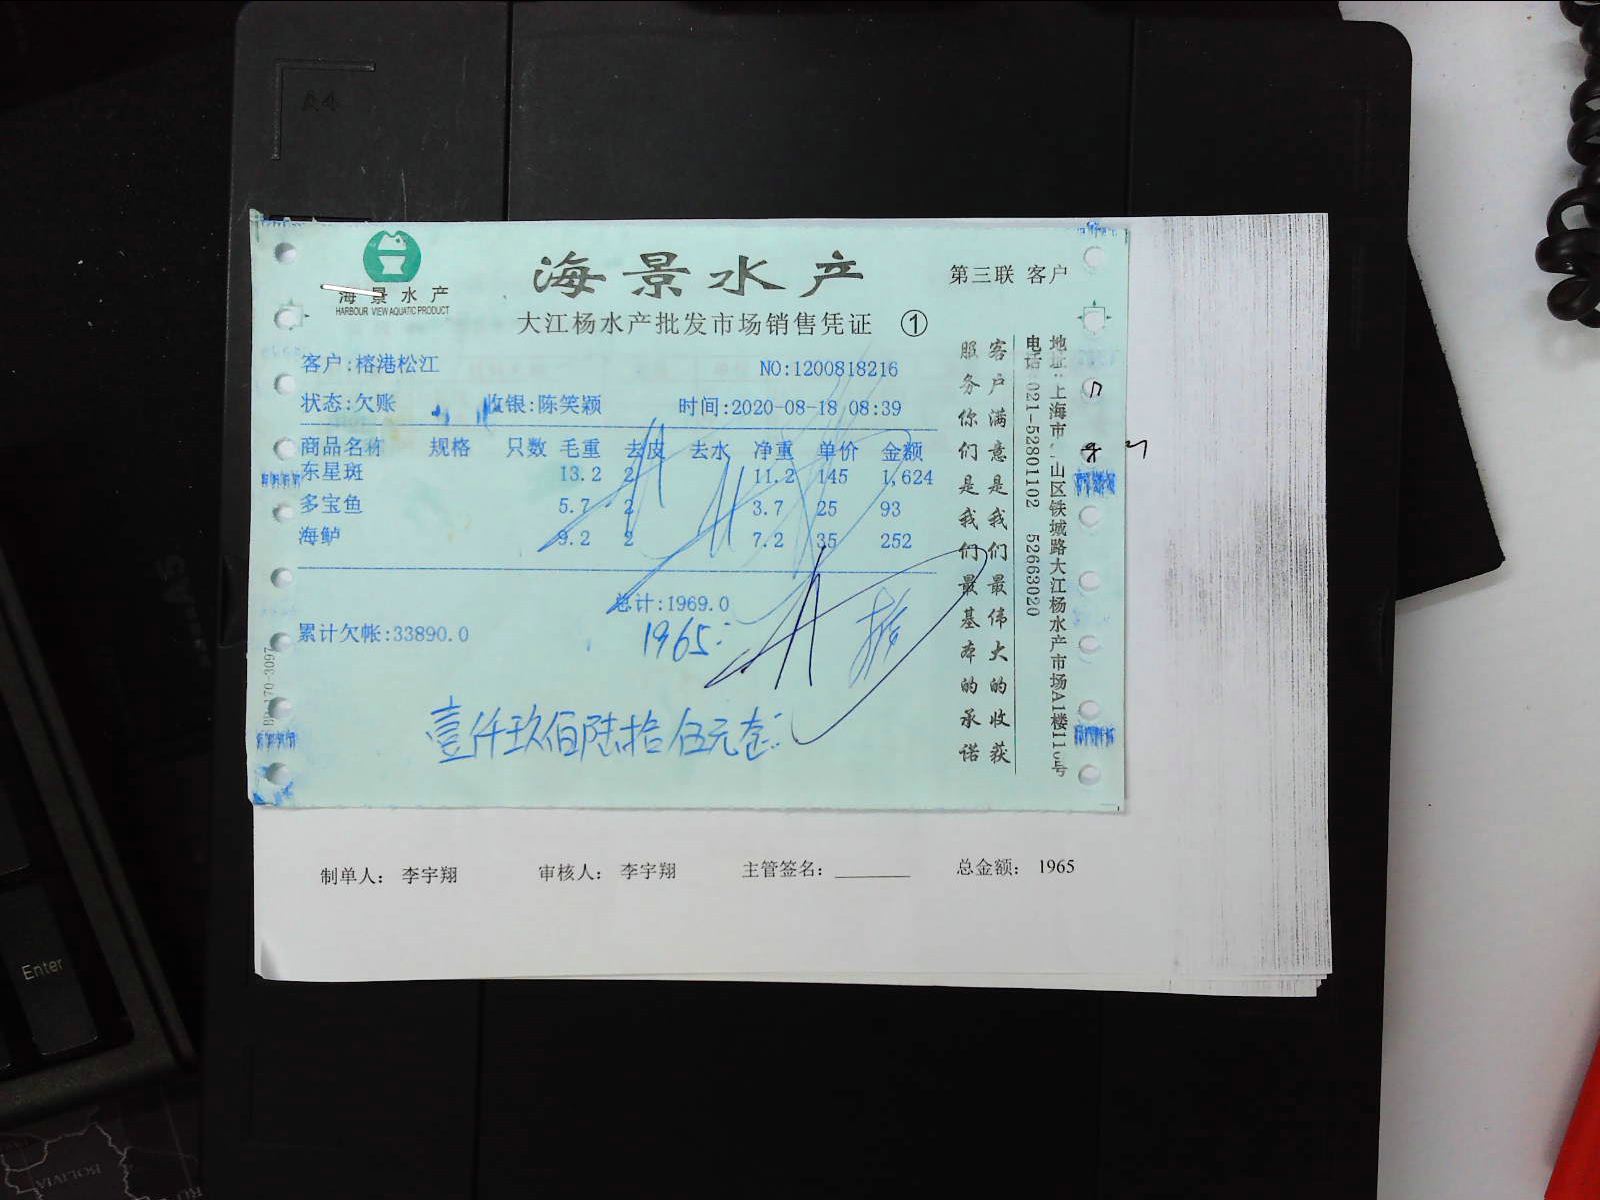 A4
海景水产
HARBOUR VIEW AQUATIC PRODUCT
海景水产
第三联 客户
大江杨水产批发市场销售凭证 ①
客户:榕港松江
NO:1200818216
状态:欠账 收银:陈笑颖 时间:2020-08-18 08:39
商品名称 规格 只数 毛重 去皮 去水 净重 单价 金额
东星斑 13.2 2 11.2 145 1,624
多宝鱼 5.7 2 3.7 25 93
海鲈 9.2 2 7.2 35 252
总计:1969.0
累计欠帐:33890.0
1965.
壹仟玖佰陆拾伍元
客户满意是我们最伟大的收获
服务你们是我们最基本的承诺
地址:上海市 山区铁城路大江杨水产市场A1楼11 号
电话:021-52801102 52663020
制单人: 李宇翔 审核人: 李宇翔 主管签名: 总金额: 1965
Enter
BOLIVIA